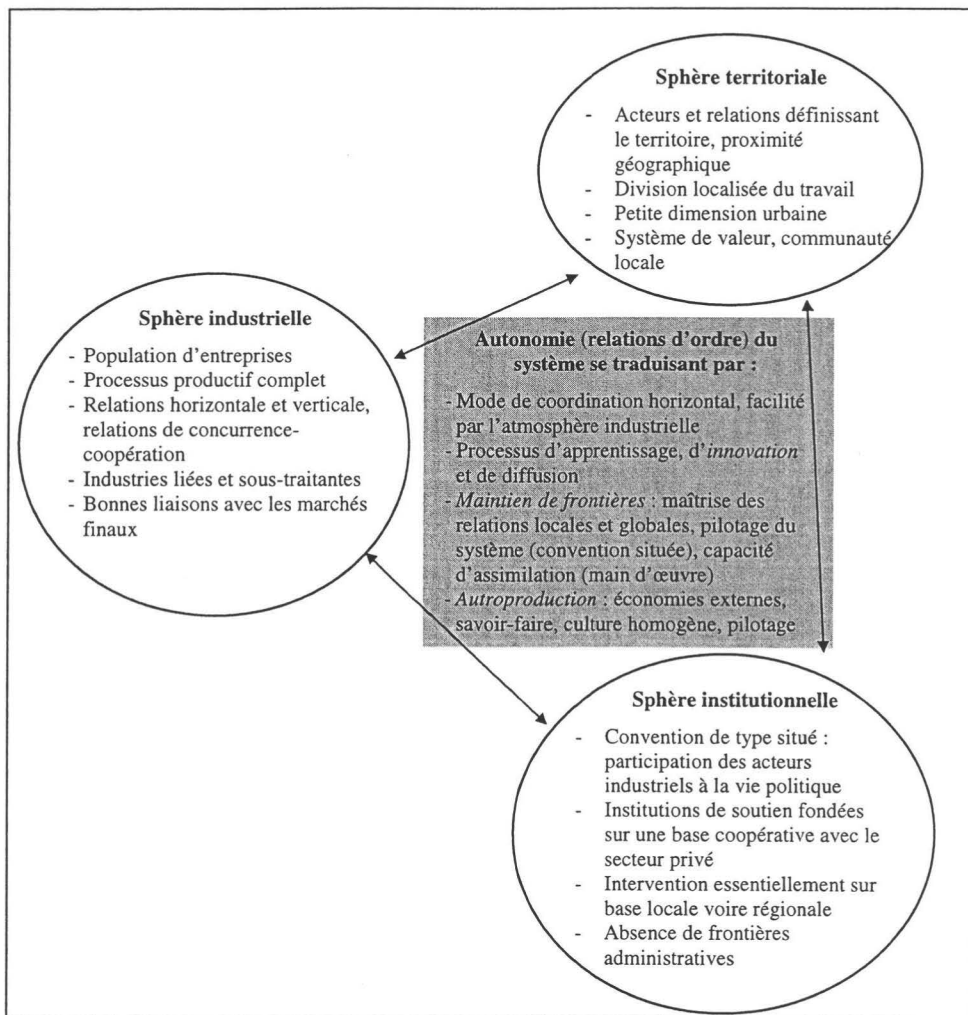 Sphère territoriale
- Acteurs et relations définissant
le territoire, proximité
géographique
- Division localisée du travail
- Petite dimension urbaine
- Système de valeur, communauté
locale
Sphère industrielle
- Population d'entreprises
- Processus productif complet
- Relations horizontale et verticale,
relations de concurrence-
coopération
- Industries liées et sous-traitantes
- Bonnes liaisons avec les marchés
finaux
Autonomie (relations d'ordre) du
système se traduisant par :
- Mode de coordination horizontal, facilité
par l'atmosphère industrielle
- Processus d'apprentissage, d'innovation
et de diffusion
- Maintien de frontières : maîtrise des
relations locales et globales, pilotage du
système (convention située), capacité
d'assimilation (main d'œuvre)
- Autroproduction : économies externes,
savoir-faire, culture homogène, pilotage
Sphère institutionnelle
- Convention de type situé :
participation des acteurs
industriels à la vie politique
- Institutions de soutien fondées
sur une base coopérative avec le
secteur privé
- Intervention essentiellement sur
base locale voire régionale
- Absence de frontières
administratives